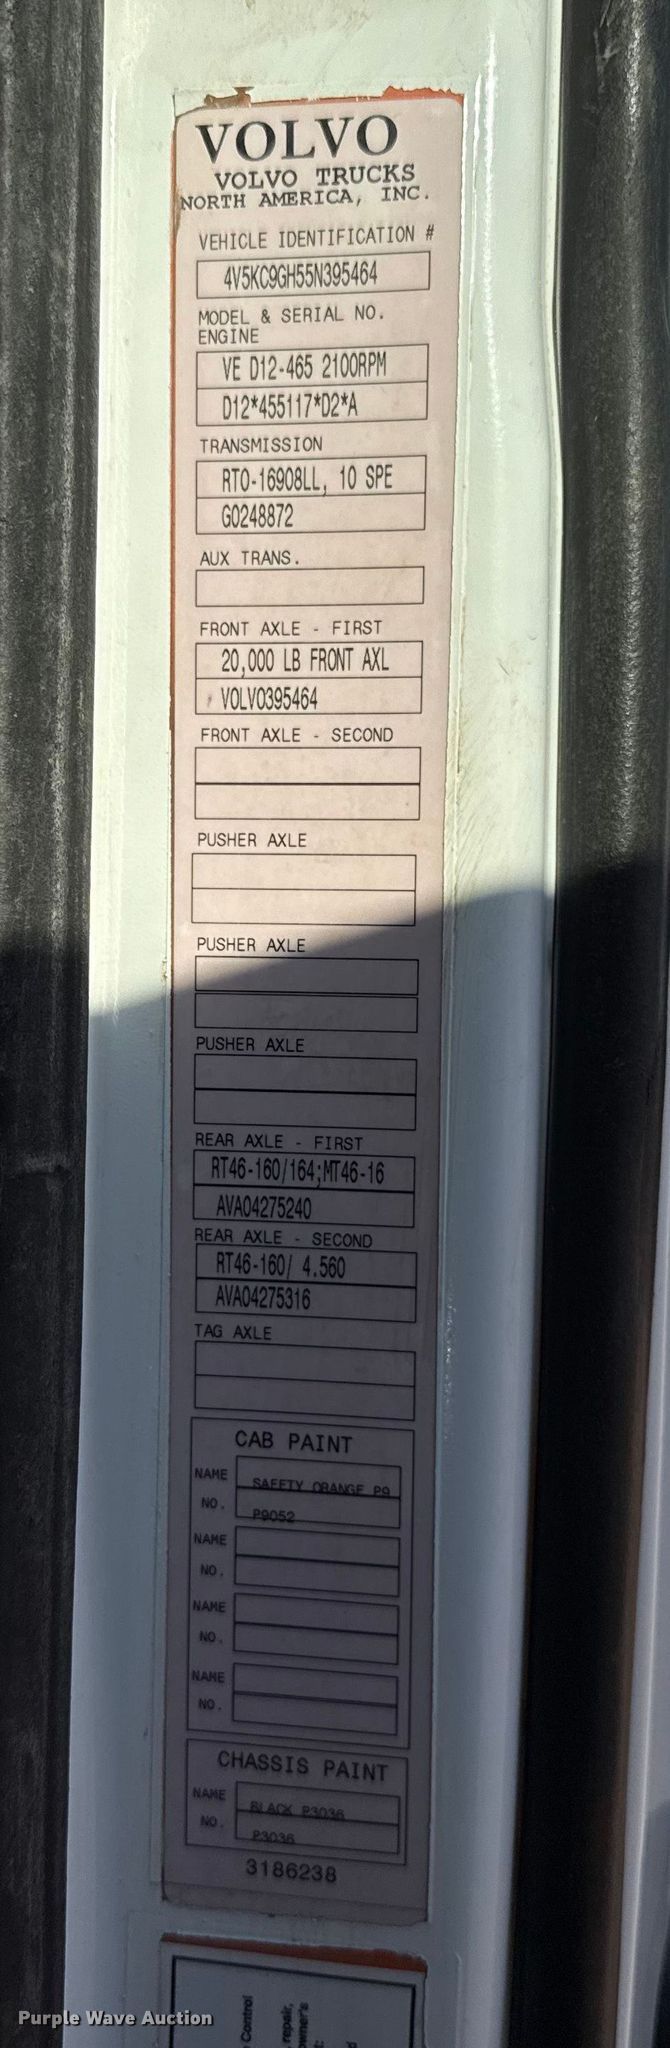 VOLVO
VOLVO TRUCKS
NORTH AMERICA, INC.
VEHICLE IDENTIFICATION #
4V5KC9GH55N395464
MODEL & SERIAL NO.
ENGINE
VE D12-465 2100RPM
D12*455117*D2*A
TRANSMISSION
RTO-16908LL, 10 SPE
G0248872
AUX TRANS.
FRONT AXLE - FIRST
20,000 LB FRONT AXL
VOLVO395464
FRONT AXLE - SECOND
PUSHER AXLE
PUSHER AXLE
PUSHER AXLE
REAR AXLE - FIRST
RT46-160/164;MT46-16
AVA04275240
REAR AXLE - SECOND
RT46-160/ 4.560
AVA04275316
TAG AXLE
CAB PAINT
NAME SAFETY ORANGE P9
NO. P9052
NAME
NO.
NAME
NO.
NAME
NO.
CHASSIS PAINT
NAME BLACK P3036
NO. P3036
3186238
Control
repair,
owner's
Purple Wave Auction